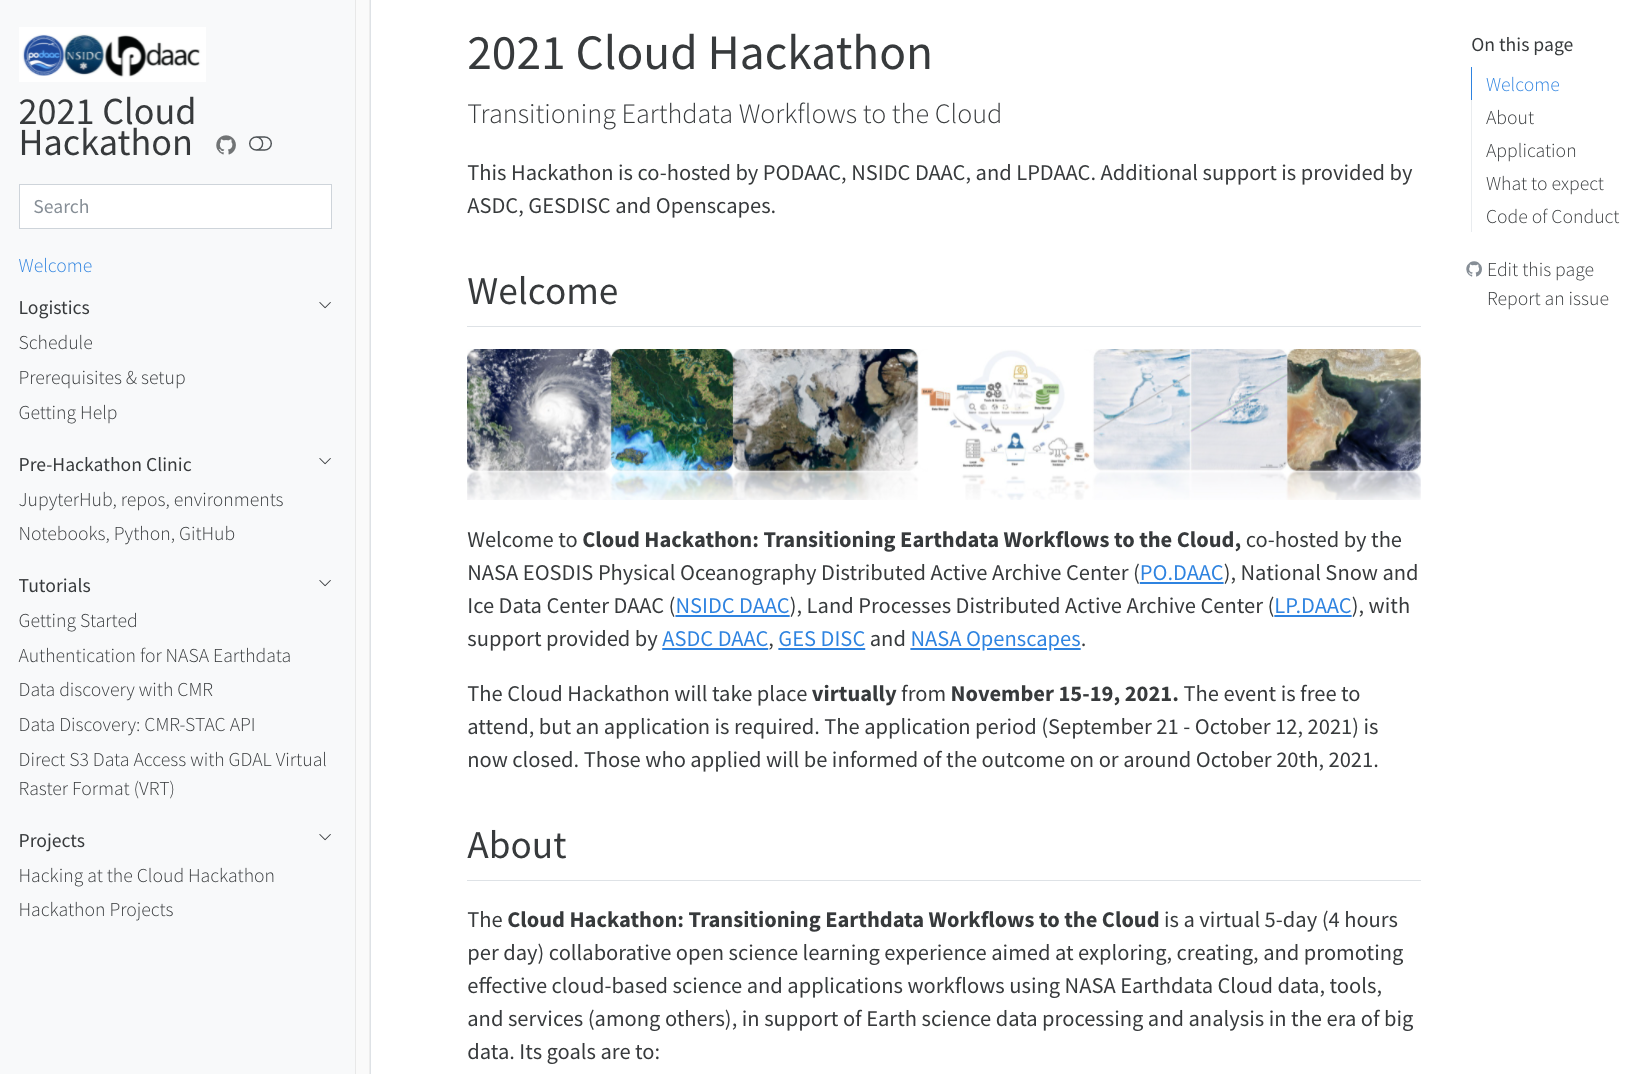 po.daac NSIDC lpdaac
2021 Cloud
Hackathon
Search
Welcome
Logistics
Schedule
Prerequisites & setup
Getting Help
Pre-Hackathon Clinic
JupyterHub, repos, environments
Notebooks, Python, GitHub
Tutorials
Getting Started
Authentication for NASA Earthdata
Data discovery with CMR
Data Discovery: CMR-STAC API
Direct S3 Data Access with GDAL Virtual
Raster Format (VRT)
Projects
Hacking at the Cloud Hackathon
Hackathon Projects
2021 Cloud Hackathon
Transitioning Earthdata Workflows to the Cloud
This Hackathon is co-hosted by PODAAC, NSIDC DAAC, and LPDAAC. Additional support is provided by
ASDC, GESDISC and Openscapes.
Welcome
Welcome to Cloud Hackathon: Transitioning Earthdata Workflows to the Cloud, co-hosted by the
NASA EOSDIS Physical Oceanography Distributed Active Archive Center (PO.DAAC), National Snow and
Ice Data Center DAAC (NSIDC DAAC), Land Processes Distributed Active Archive Center (LP.DAAC), with
support provided by ASDC DAAC, GES DISC and NASA Openscapes.
The Cloud Hackathon will take place virtually from November 15-19, 2021. The event is free to
attend, but an application is required. The application period (September 21 - October 12, 2021) is
now closed. Those who applied will be informed of the outcome on or around October 20th, 2021.
About
The Cloud Hackathon: Transitioning Earthdata Workflows to the Cloud is a virtual 5-day (4 hours
per day) collaborative open science learning experience aimed at exploring, creating, and promoting
effective cloud-based science and applications workflows using NASA Earthdata Cloud data, tools,
and services (among others), in support of Earth science data processing and analysis in the era of big
data. Its goals are to:
On this page
Welcome
About
Application
What to expect
Code of Conduct
Edit this page
Report an issue